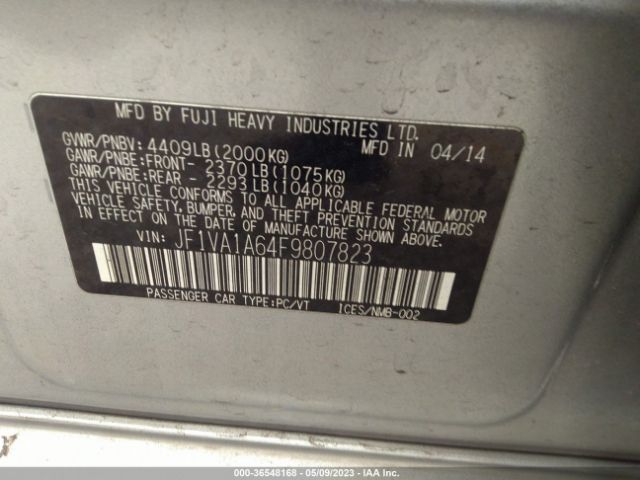 MFD BY FUJI HEAVY INDUSTRIES LTD.
GVWR/PNBV: 4409LB(2000KG) MFD IN 04/14
GAWR/PNBE:FRONT- 2370LB(1075KG)
GAWR/PNBE:REAR - 2293LB(1040KG)
THIS VEHICLE CONFORMS TO ALL APPLICABLE FEDERAL MOTOR
VEHICLE SAFETY, BUMPER, AND THEFT PREVENTION STANDARDS
IN EFFECT ON THE DATE OF MANUFACTURE SHOWN ABOVE.
VIN: JF1VA1A64F9807823
PASSENGER CAR TYPE:PC/VT ICES/NMB-002
000-36548168 - 05/09/2023 - IAA Inc.